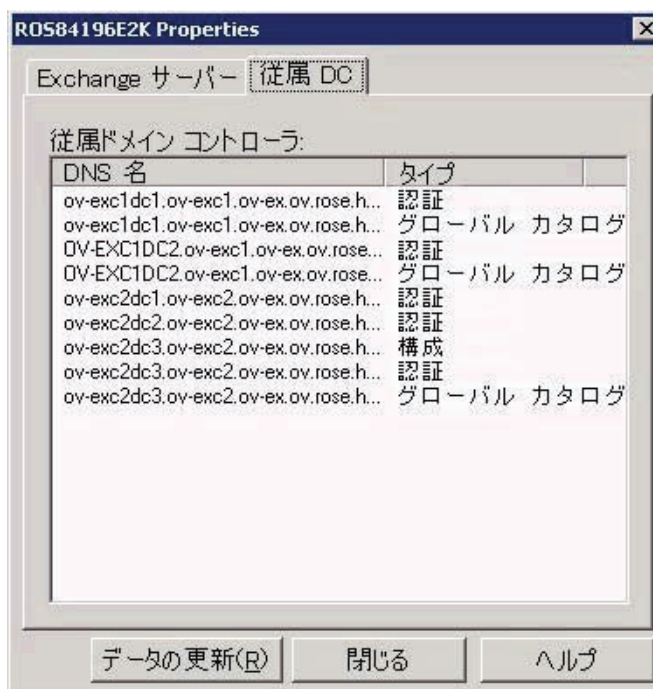 ROS84196E2K Properties
Exchange サーバー 従属 DC
従属ドメイン コントローラ:
DNS 名 タイプ
ov-exc1dc1.ov-exc1.ov-ex.ov.rose.h... 認証
ov-exc1dc1.ov-exc1.ov-ex.ov.rose.h... グローバル カタログ
OV-EXC1DC2.ov-exc1.ov-ex.ov.rose... 認証
OV-EXC1DC2.ov-exc1.ov-ex.ov.rose... グローバル カタログ
ov-exc2dc1.ov-exc2.ov-ex.ov.rose.h... 認証
ov-exc2dc2.ov-exc2.ov-ex.ov.rose.h... 認証
ov-exc2dc3.ov-exc2.ov-ex.ov.rose.h... 構成
ov-exc2dc3.ov-exc2.ov-ex.ov.rose.h... 認証
ov-exc2dc3.ov-exc2.ov-ex.ov.rose.h... グローバル カタログ
データの更新(R) 閉じる ヘルプ